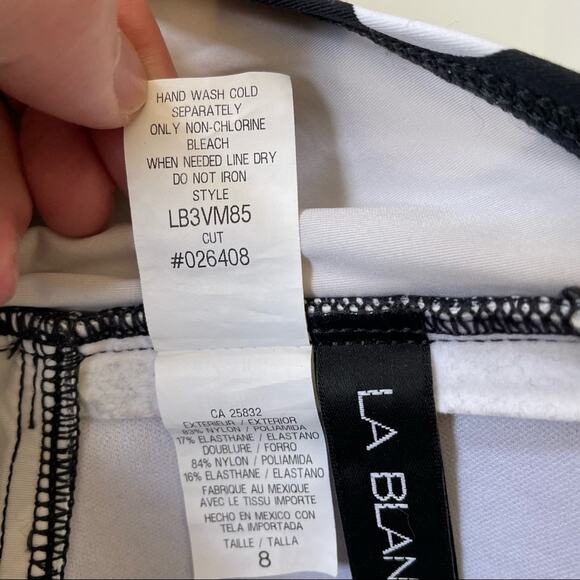 HAND WASH COLD
SEPARATELY
ONLY NON-CHLORINE
BLEACH
WHEN NEEDED LINE DRY
DO NOT IRON
STYLE
LB3VM85
CUT
#026408
CA 25832
EXTERIEUR / EXTERIOR
83% NYLON / POLIAMIDA
17% ELASTHANE / ELASTANO
DOUBLURE / FORRO
84% NYLON / POLIAMIDA
16% ELASTHANE / ELASTANO
FABRIQUE AU MEXIQUE
AVEC LE TISSU IMPORTE
HECHO EN MEXICO CON
TELA IMPORTADA
TAILLE / TALLA
8
LA BLAN